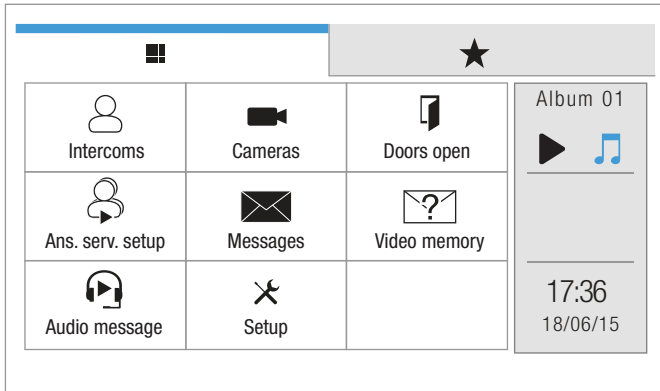 Album 01
Intercoms
Cameras
Doors open
Ans. serv. setup
Messages
?
Video memory
17:36
Audio message
Setup
18/06/15